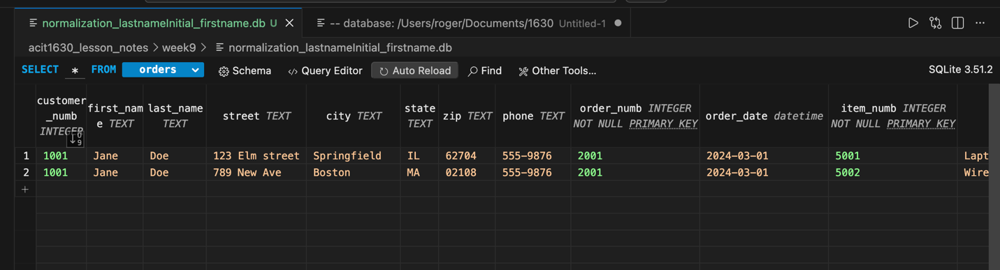 normalization_lastnameInitial_firstname.db U
-- database: /Users/roger/Documents/1630 Untitled-1
acit1630_lesson_notes > week9 > normalization_lastnameInitial_firstname.db
SELECT * FROM orders Schema Query Editor Auto Reload Find Other Tools... SQLite 3.51.2
customer_numb INTEGER first_name TEXT last_name TEXT street TEXT city TEXT state TEXT zip TEXT phone TEXT order_numb INTEGER NOT NULL PRIMARY KEY order_date datetime item_numb INTEGER NOT NULL PRIMARY KEY
1 1001 Jane Doe 123 Elm street Springfield IL 62704 555-9876 2001 2024-03-01 5001 Lapt
2 1001 Jane Doe 789 New Ave Boston MA 02108 555-9876 2001 2024-03-01 5002 Wire
+